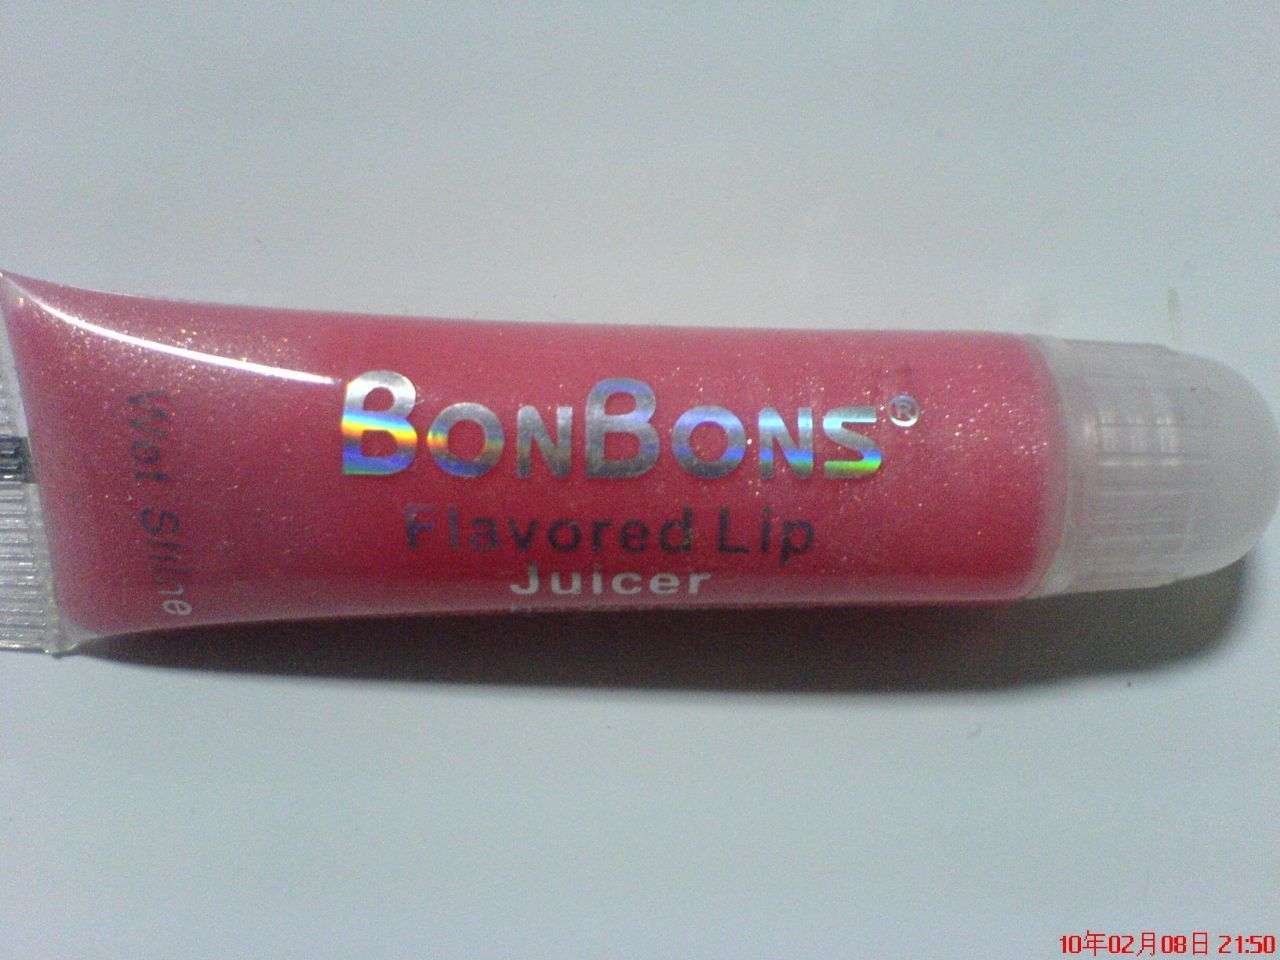 BONBONS®
Flavored Lip
Juicer
Wet Shine
10年02月08日 21:50